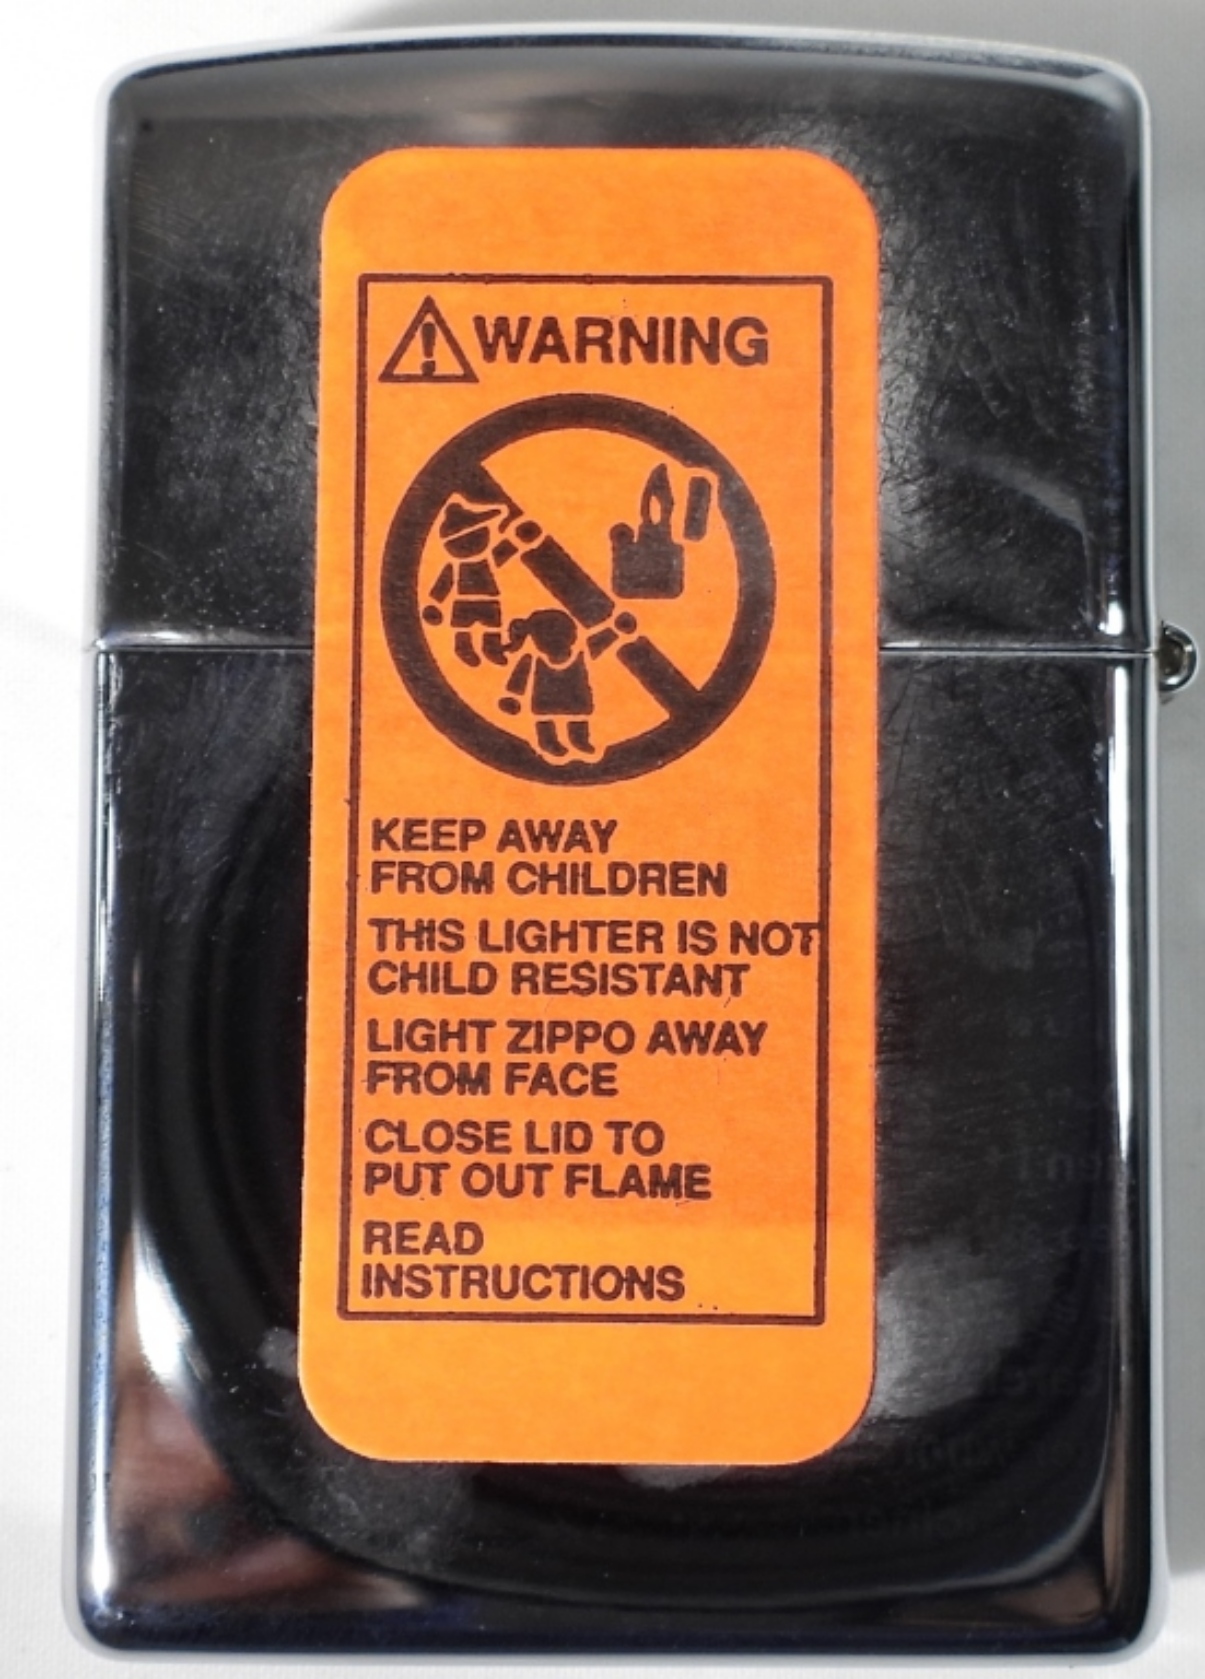 WARNING
KEEP AWAY
FROM CHILDREN
THIS LIGHTER IS NOT
CHILD RESISTANT
LIGHT ZIPPO AWAY
FROM FACE
CLOSE LID TO
PUT OUT FLAME
READ
INSTRUCTIONS